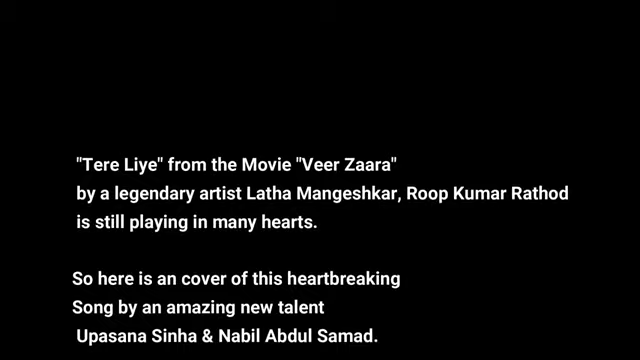 "Tere Liye" from the Movie "Veer Zaara"
by a legendary artist Latha Mangeshkar, Roop Kumar Rathod
is still playing in many hearts.
So here is an cover of this heartbreaking
Song by an amazing new talent
Upasana Sinha & Nabil Abdul Samad.